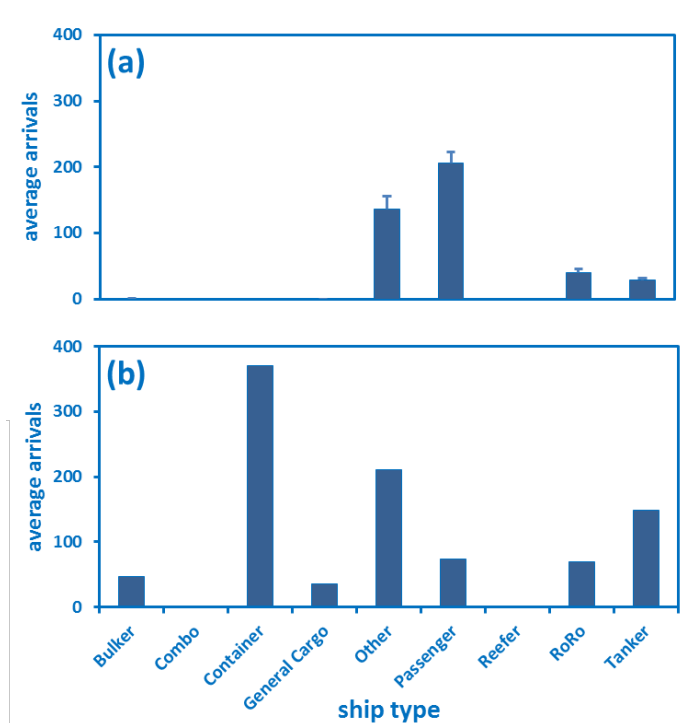 400
(a)
300
200
100
0
average arrivals
400
(b)
300
200
100
0
average arrivals
Bulker
Combo
Container
General Cargo
Other
Passenger
Reefer
RoRo
Tanker
ship type